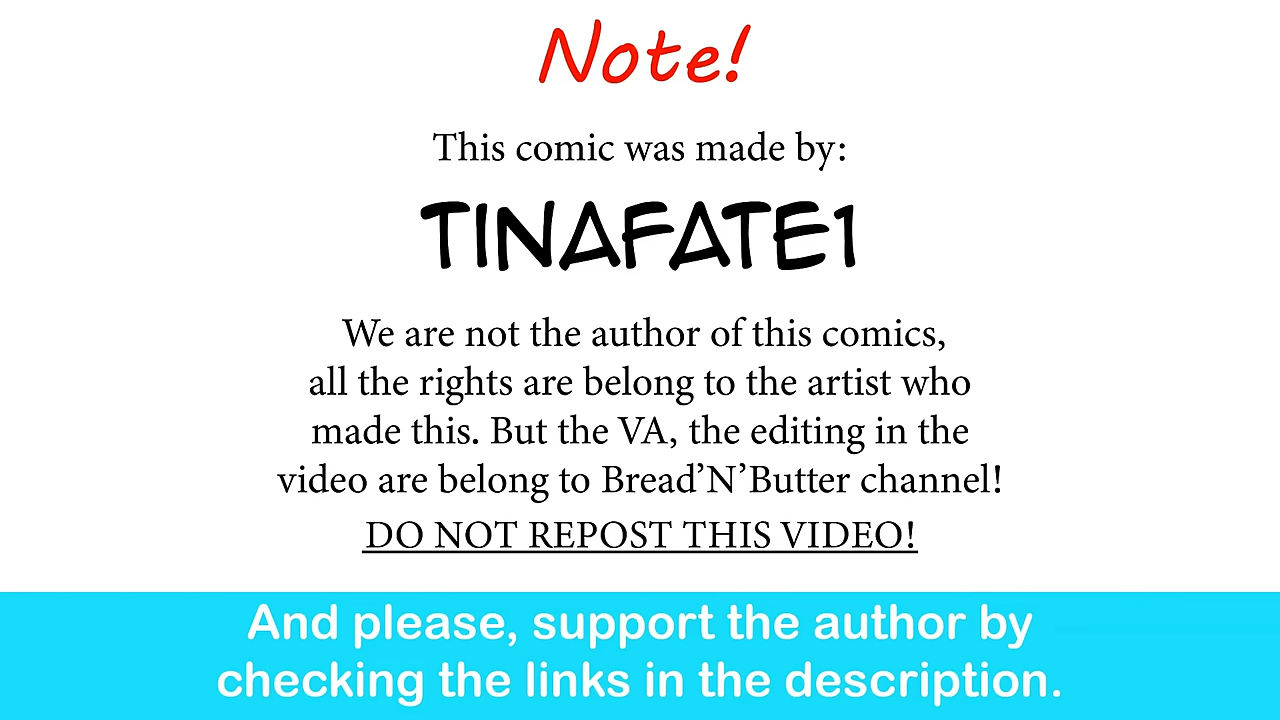 Note!
This comic was made by:
TINAFATE1
We are not the author of this comics,
all the rights are belong to the artist who
made this. But the VA, the editing in the
video are belong to Bread’N’Butter channel!
DO NOT REPOST THIS VIDEO!
And please, support the author by
checking the links in the description.